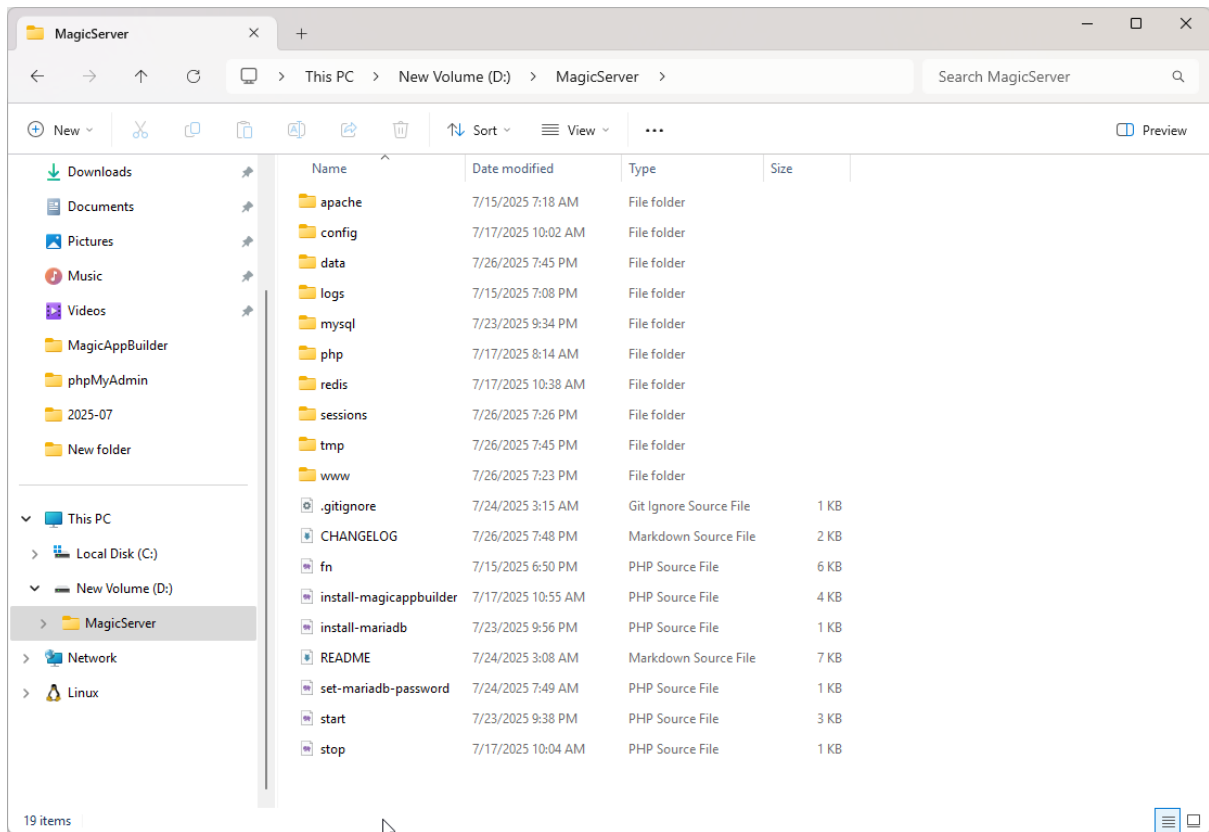 MagicServer
This PC > New Volume (D:) > MagicServer >
Search MagicServer
New
Sort
View
Preview
Downloads
Documents
Pictures
Music
Videos
MagicAppBuilder
phpMyAdmin
2025-07
New folder
This PC
Local Disk (C:)
New Volume (D:)
MagicServer
Network
Linux
Name Date modified Type Size
apache 7/15/2025 7:18 AM File folder
config 7/17/2025 10:02 AM File folder
data 7/26/2025 7:45 PM File folder
logs 7/15/2025 7:08 PM File folder
mysql 7/23/2025 9:34 PM File folder
php 7/17/2025 8:14 AM File folder
redis 7/17/2025 10:38 AM File folder
sessions 7/26/2025 7:26 PM File folder
tmp 7/26/2025 7:45 PM File folder
www 7/26/2025 7:23 PM File folder
.gitignore 7/24/2025 3:15 AM Git Ignore Source File 1 KB
CHANGELOG 7/26/2025 7:48 PM Markdown Source File 2 KB
fn 7/15/2025 6:50 PM PHP Source File 6 KB
install-magicappbuilder 7/17/2025 10:55 AM PHP Source File 4 KB
install-mariadb 7/23/2025 9:56 PM PHP Source File 1 KB
README 7/24/2025 3:08 AM Markdown Source File 7 KB
set-mariadb-password 7/24/2025 7:49 AM PHP Source File 1 KB
start 7/23/2025 9:38 PM PHP Source File 3 KB
stop 7/17/2025 10:04 AM PHP Source File 1 KB
19 items